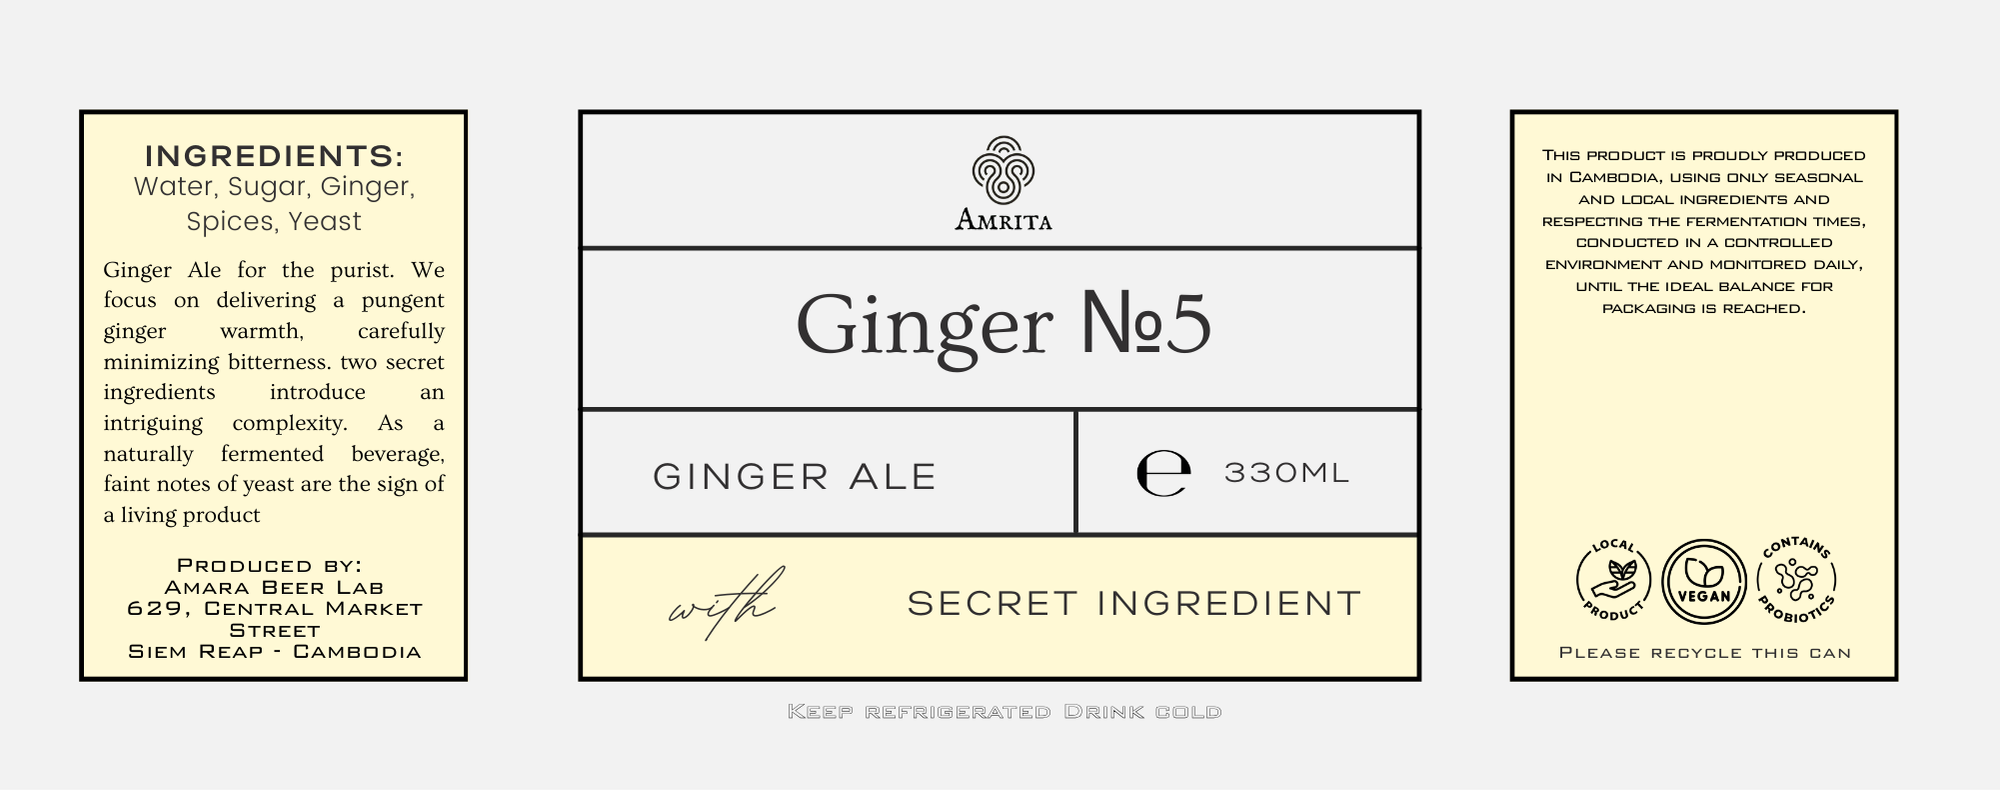 INGREDIENTS:
Water, Sugar, Ginger,
Spices, Yeast
Ginger Ale for the purist. We
focus on delivering a pungent
ginger warmth, carefully
minimizing bitterness. two secret
ingredients introduce an
intriguing complexity. As a
naturally fermented beverage,
faint notes of yeast are the sign of
a living product
Produced by:
Amara Beer Lab
629, Central Market
Street
Siem Reap - Cambodia
Amrita
Ginger №5
GINGER ALE
℮ 330ML
with SECRET INGREDIENT
Keep refrigerated Drink cold
This product is proudly produced
in Cambodia, using only seasonal
and local ingredients and
respecting the fermentation times,
conducted in a controlled
environment and monitored daily,
until the ideal balance for
packaging is reached.
LOCAL
PRODUCT
VEGAN
CONTAINS
PROBIOTICS
Please recycle this can